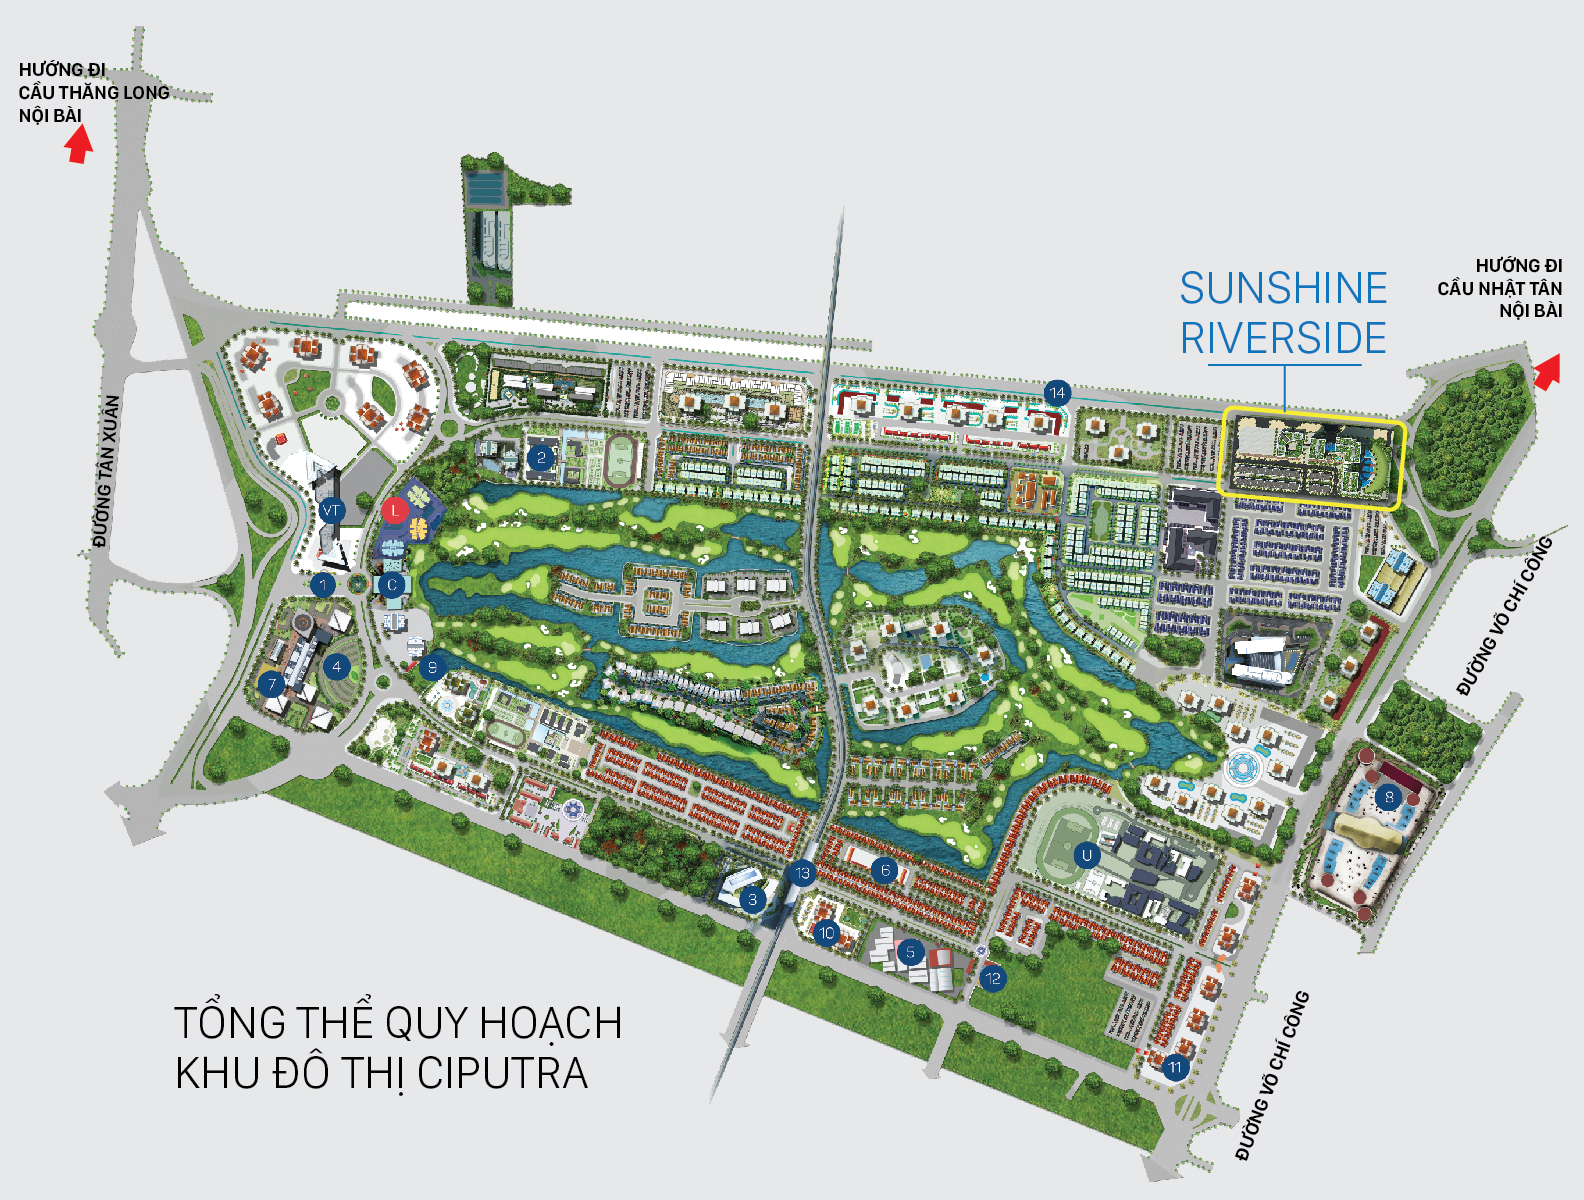 HƯỚNG ĐI
CẦU THĂNG LONG
NỘI BÀI
SUNSHINE
RIVERSIDE
HƯỚNG ĐI
CẦU NHẬT TÂN
NỘI BÀI
ĐƯỜNG TÂN XUÂN
14
2
VT
L
1
C
ĐƯỜNG VÕ CHÍ CÔNG
4
9
7
8
U
13
6
3
10
5
12
TỔNG THỂ QUY HOẠCH
KHU ĐÔ THỊ CIPUTRA
11
ĐƯỜNG VÕ CHÍ CÔNG